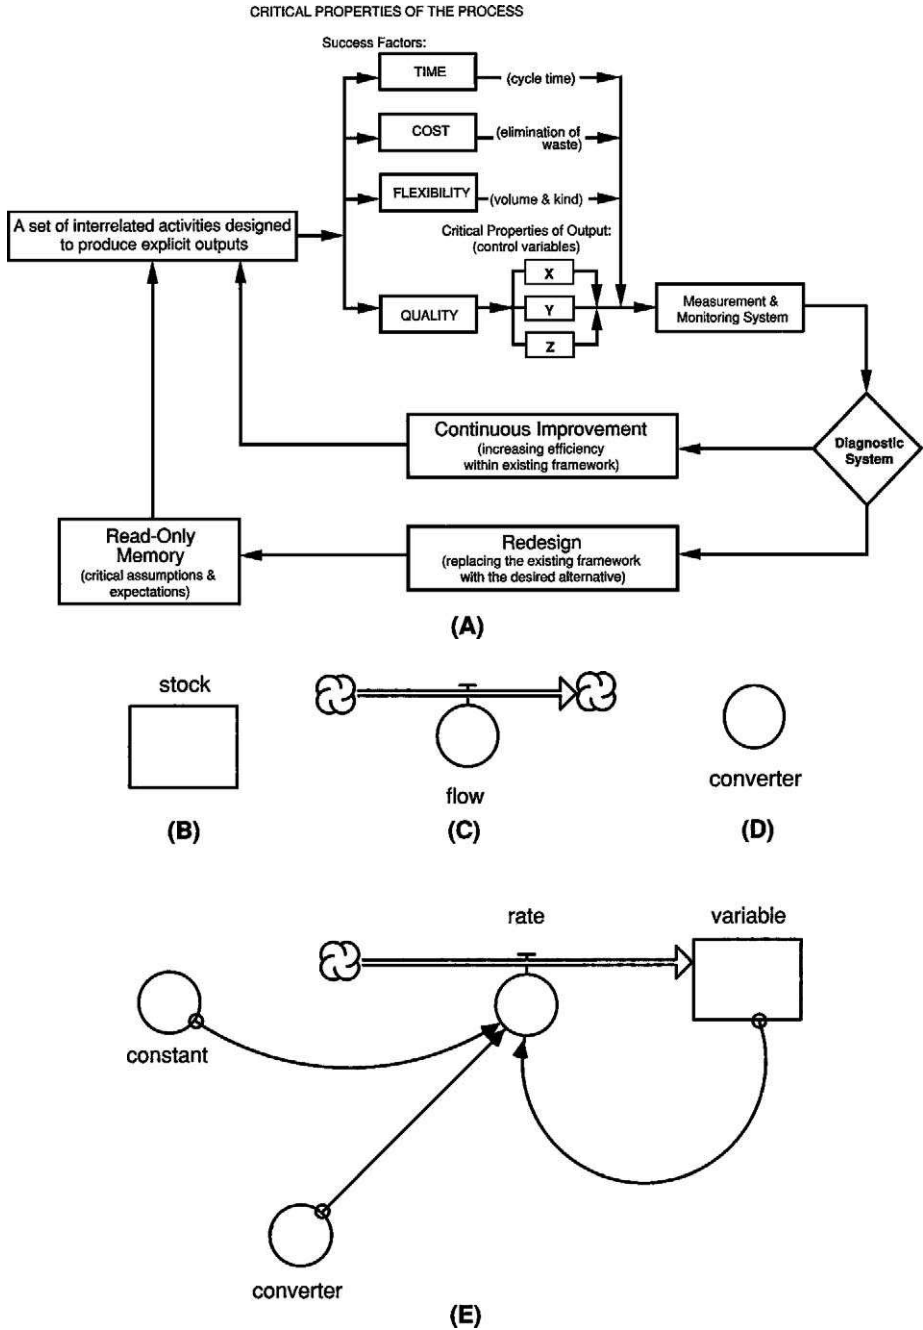 CRITICAL PROPERTIES OF THE PROCESS
Success Factors:
TIME
(cycle time)
COST
(elimination of
waste)
FLEXIBILITY
(volume & kind)
A set of interrelated activities designed
to produce explicit outputs
Critical Properties of Output:
(control variables)
X
QUALITY
Y
Z
Measurement &
Monitoring System
Diagnostic
System
Continuous Improvement
(increasing efficiency
within existing framework)
Read-Only
Memory
(critical assumptions &
expectations)
Redesign
(replacing the existing framework
with the desired alternative)
(A)
stock
(B)
flow
(C)
converter
(D)
rate
variable
constant
converter
(E)